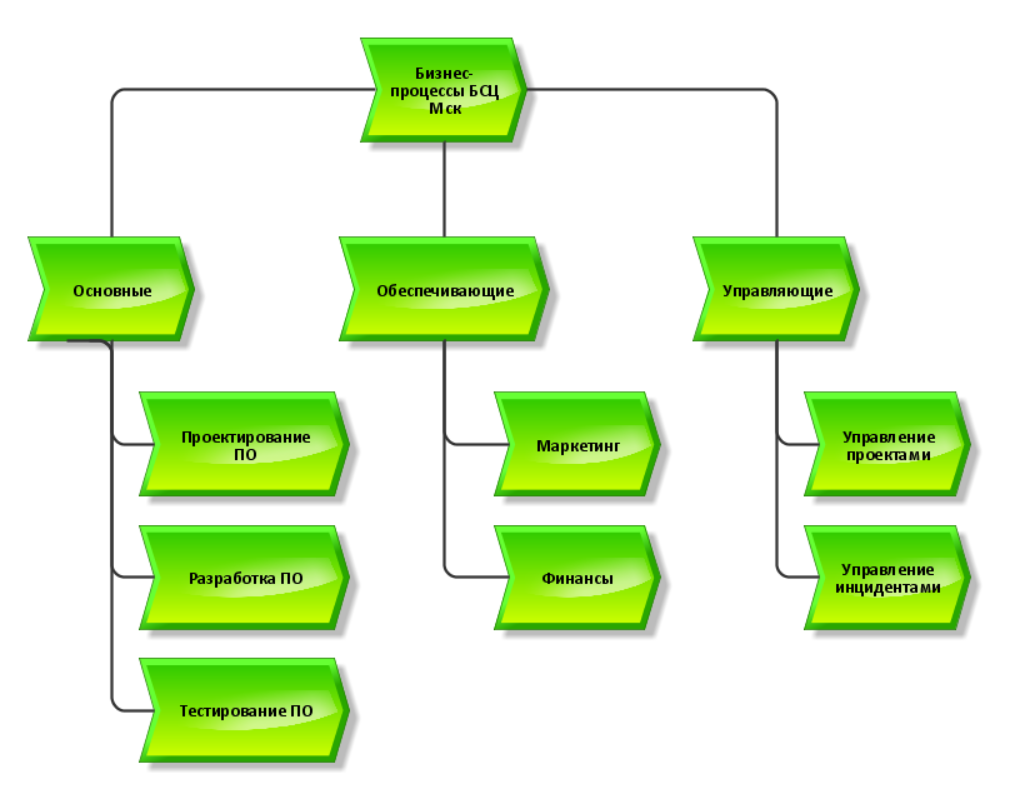 Бизнес-
процессы БСЦ
Мск
Основные
Обеспечивающие
Управляющие
Проектирование
ПО
Маркетинг
Управление
проектами
Разработка ПО
Финансы
Управление
инцидентами
Тестирование ПО